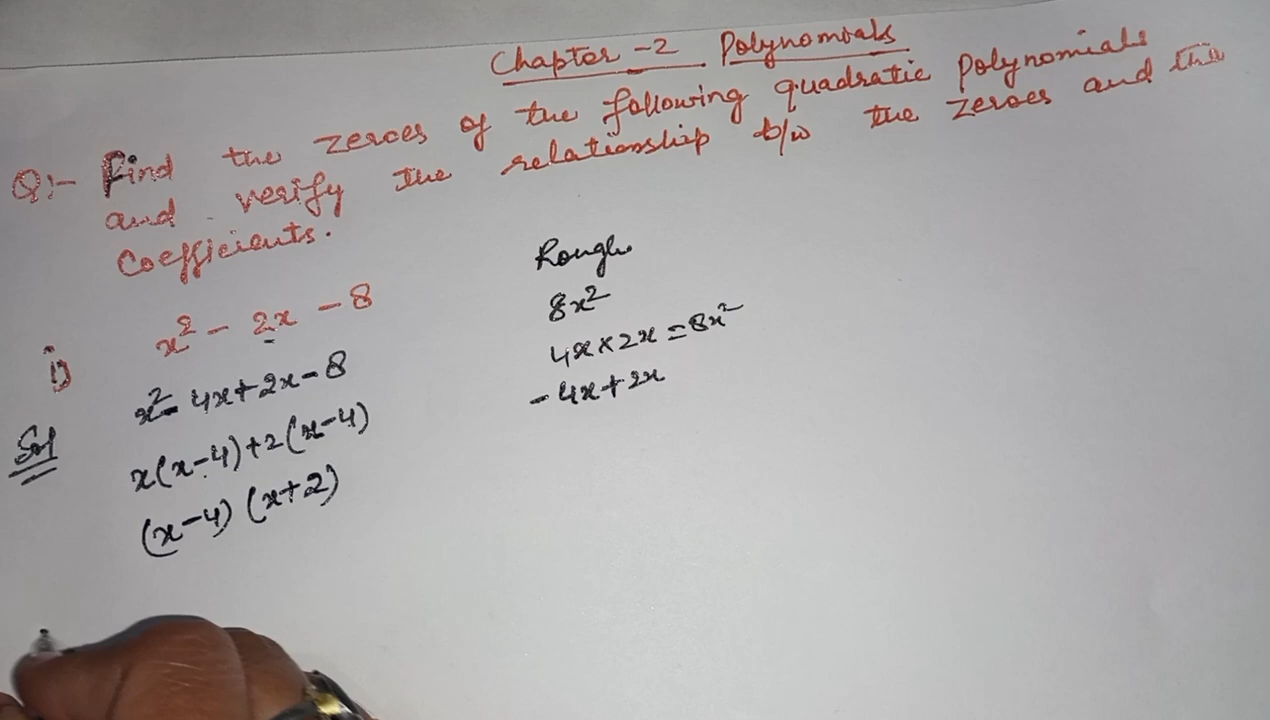 Chapter-2 Polynomials
Q:- Find the zeroes of the following quadratic polynomials
and verify the relationship b/w the zeroes and the
Coefficients.
i) x² - 2x - 8
Sol x² - 4x + 2x - 8
x(x-4)+2(x-4)
(x-4) (x+2)
Rough
8x²
4x × 2x = 8x²
- 4x + 2x